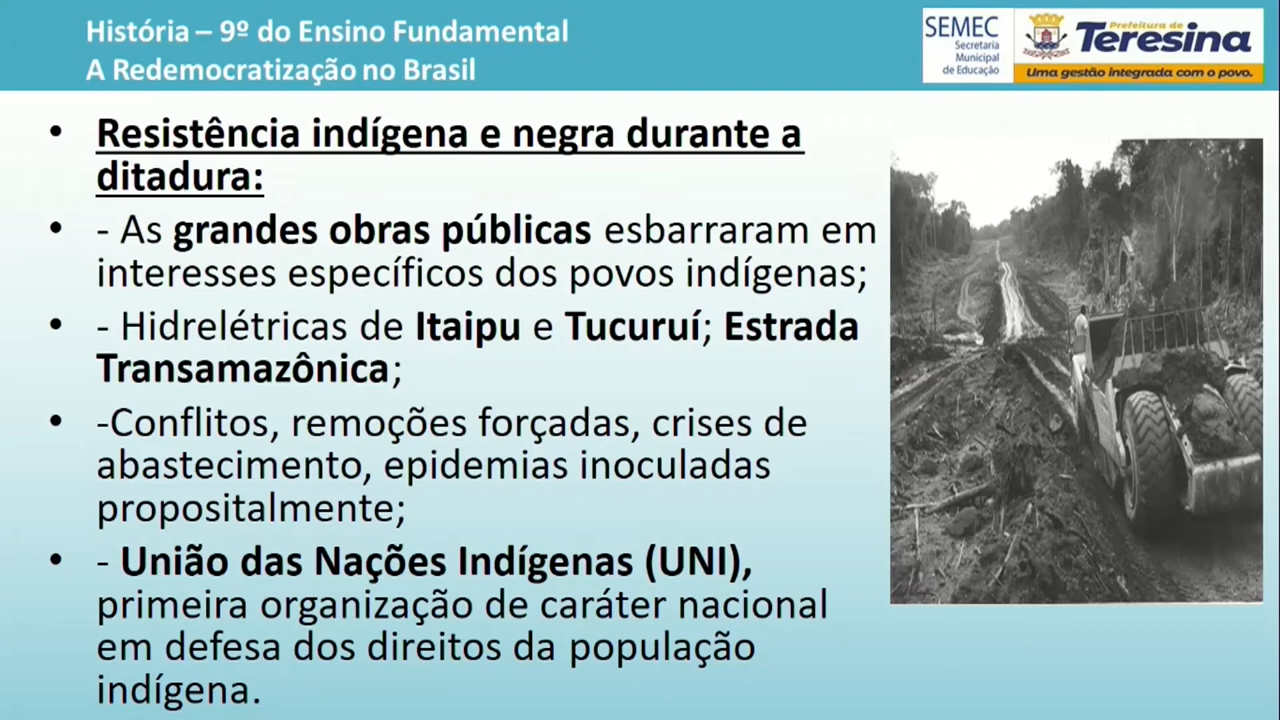 História – 9º do Ensino Fundamental
A Redemocratização no Brasil
SEMEC
Secretaria
Municipal
de Educação
Prefeitura de
Teresina
Uma gestão integrada com o povo.
• Resistência indígena e negra durante a
ditadura:
• - As grandes obras públicas esbarraram em
interesses específicos dos povos indígenas;
• - Hidrelétricas de Itaipu e Tucuruí; Estrada
Transamazônica;
• -Conflitos, remoções forçadas, crises de
abastecimento, epidemias inoculadas
propositalmente;
• - União das Nações Indígenas (UNI),
primeira organização de caráter nacional
em defesa dos direitos da população
indígena.